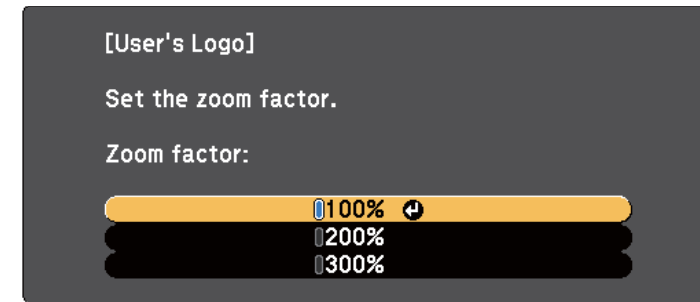 [User's Logo]
Set the zoom factor.
Zoom factor:
100%
200%
300%